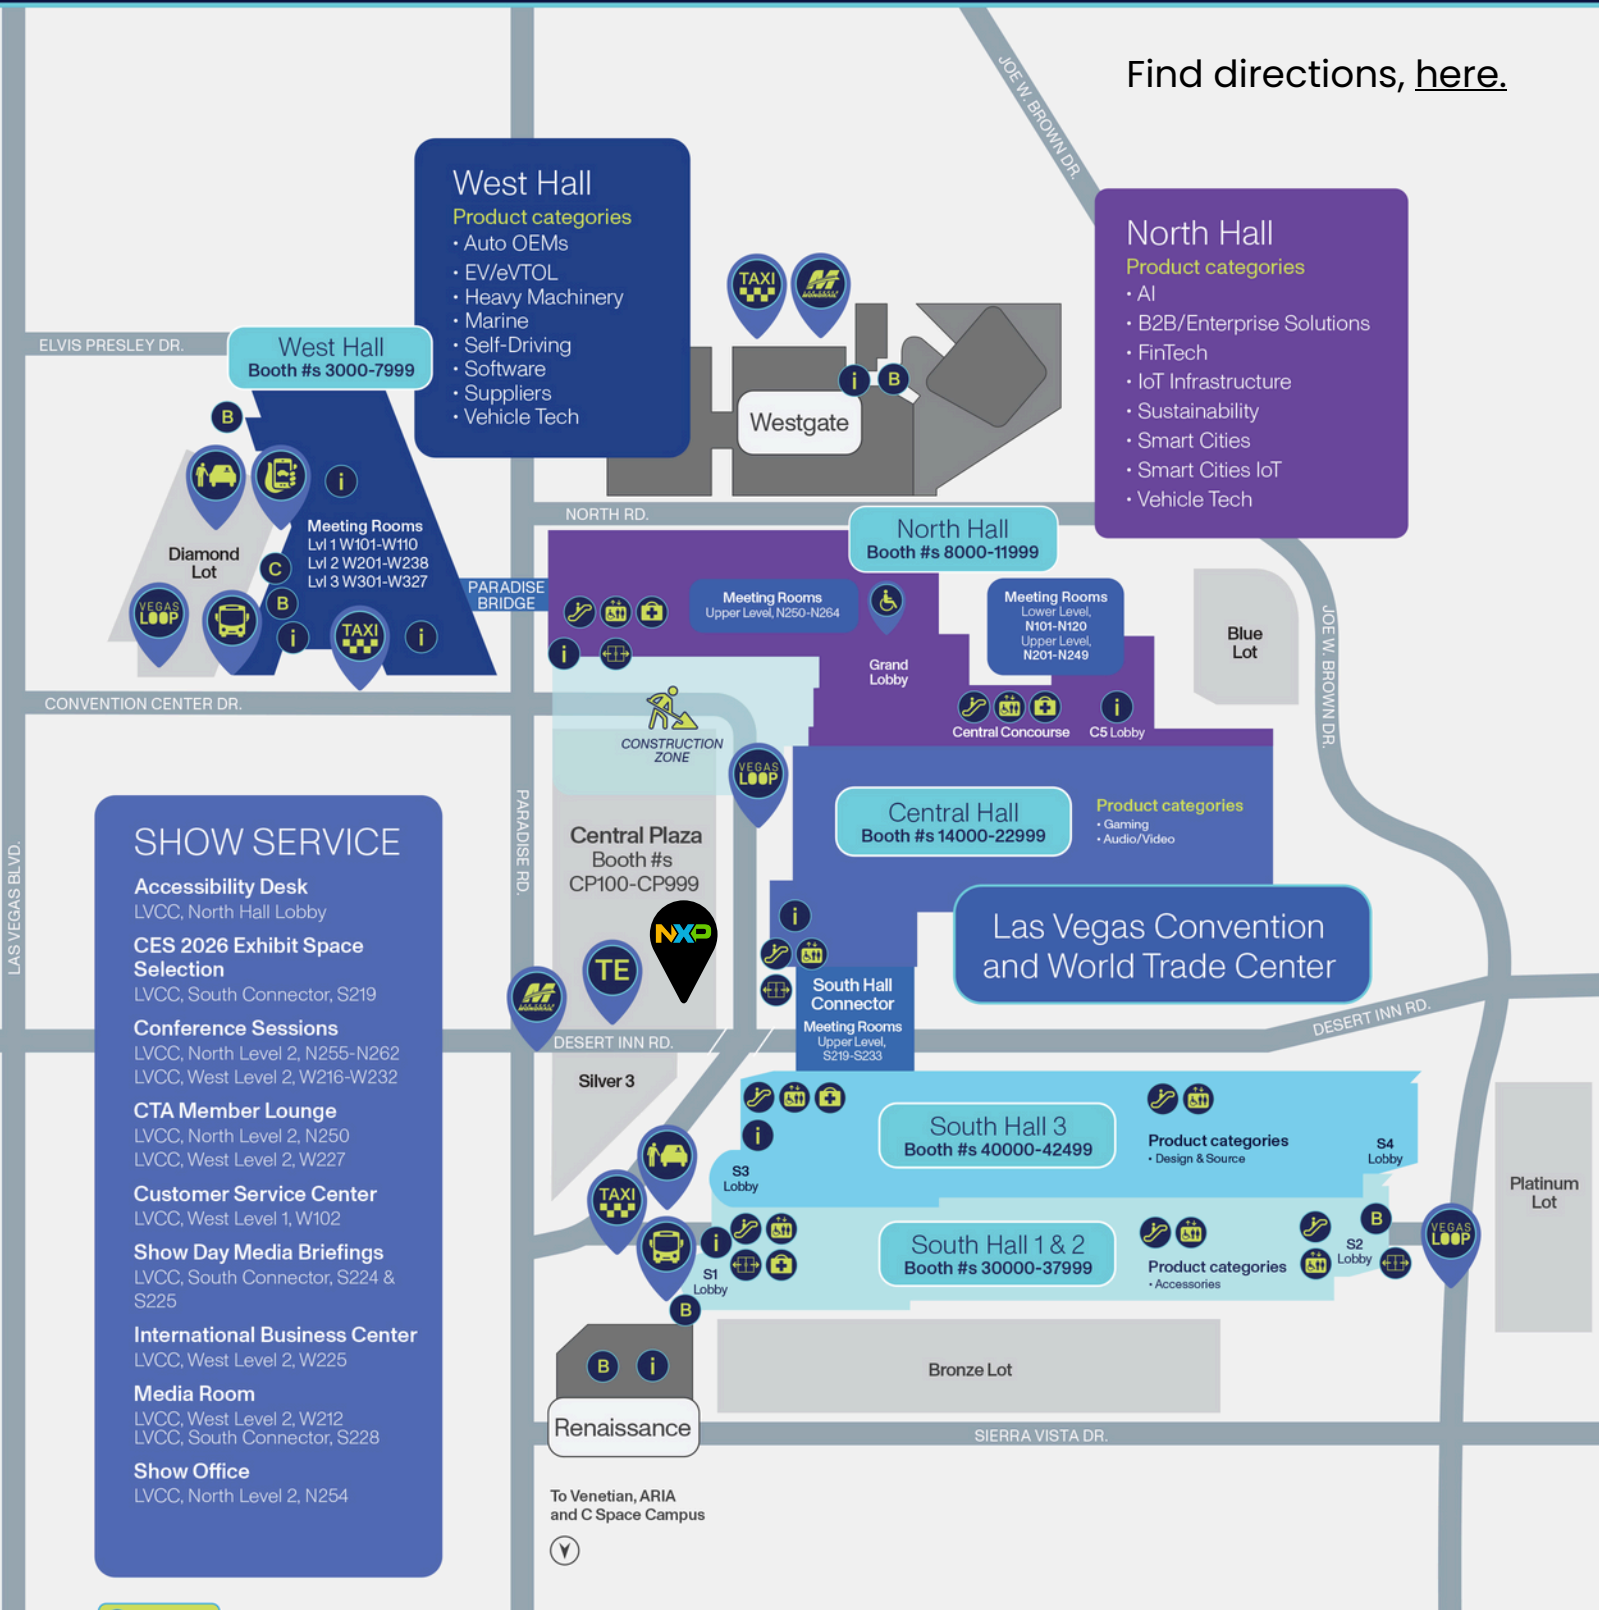 Find directions, here.
JOE W. BROWN DR.
West Hall
Product categories
• Auto OEMs
• EV/eVTOL
• Heavy Machinery
• Marine
• Self-Driving
• Software
• Suppliers
• Vehicle Tech
North Hall
Product categories
• AI
• B2B/Enterprise Solutions
• FinTech
• IoT Infrastructure
• Sustainability
• Smart Cities
• Smart Cities IoT
• Vehicle Tech
TAXI
M
LAS VEGAS
MONORAIL
ELVIS PRESLEY DR.
West Hall
Booth #s 3000-7999
i
B
Westgate
B
i
Meeting Rooms
Lvl 1 W101-W110
Lvl 2 W201-W238
Lvl 3 W301-W327
Diamond
Lot
C
B
VEGAS
LOOP
i
TAXI
i
NORTH RD.
North Hall
Booth #s 8000-11999
PARADISE
BRIDGE
Meeting Rooms
Upper Level, N250-N264
Meeting Rooms
Lower Level,
N101-N120
Upper Level,
N201-N249
i
Grand
Lobby
Blue
Lot
JOE W. BROWN DR.
CONVENTION CENTER DR.
i
Central Concourse
C5 Lobby
CONSTRUCTION
ZONE
VEGAS
LOOP
Central Hall
Booth #s 14000-22999
Product categories
• Gaming
• Audio/Video
PARADISE RD.
LAS VEGAS BLVD.
Central Plaza
Booth #s
CP100-CP999
NXP
TE
M
MONORAIL
i
Las Vegas Convention
and World Trade Center
South Hall
Connector
Meeting Rooms
Upper Level,
S219-S233
DESERT INN RD.
DESERT INN RD.
SHOW SERVICE
Accessibility Desk
LVCC, North Hall Lobby
CES 2026 Exhibit Space
Selection
LVCC, South Connector, S219
Conference Sessions
LVCC, North Level 2, N255-N262
LVCC, West Level 2, W216-W232
CTA Member Lounge
LVCC, North Level 2, N250
LVCC, West Level 2, W227
Customer Service Center
LVCC, West Level 1, W102
Show Day Media Briefings
LVCC, South Connector, S224 &
S225
International Business Center
LVCC, West Level 2, W225
Media Room
LVCC, West Level 2, W212
LVCC, South Connector, S228
Show Office
LVCC, North Level 2, N254
Silver 3
South Hall 3
Booth #s 40000-42499
Product categories
• Design & Source
i
S3
Lobby
S4
Lobby
TAXI
Platinum
Lot
South Hall 1 & 2
Booth #s 30000-37999
Product categories
• Accessories
i
S1
Lobby
B
B
S2
Lobby
VEGAS
LOOP
B
i
Renaissance
Bronze Lot
SIERRA VISTA DR.
To Venetian, ARIA
and C Space Campus